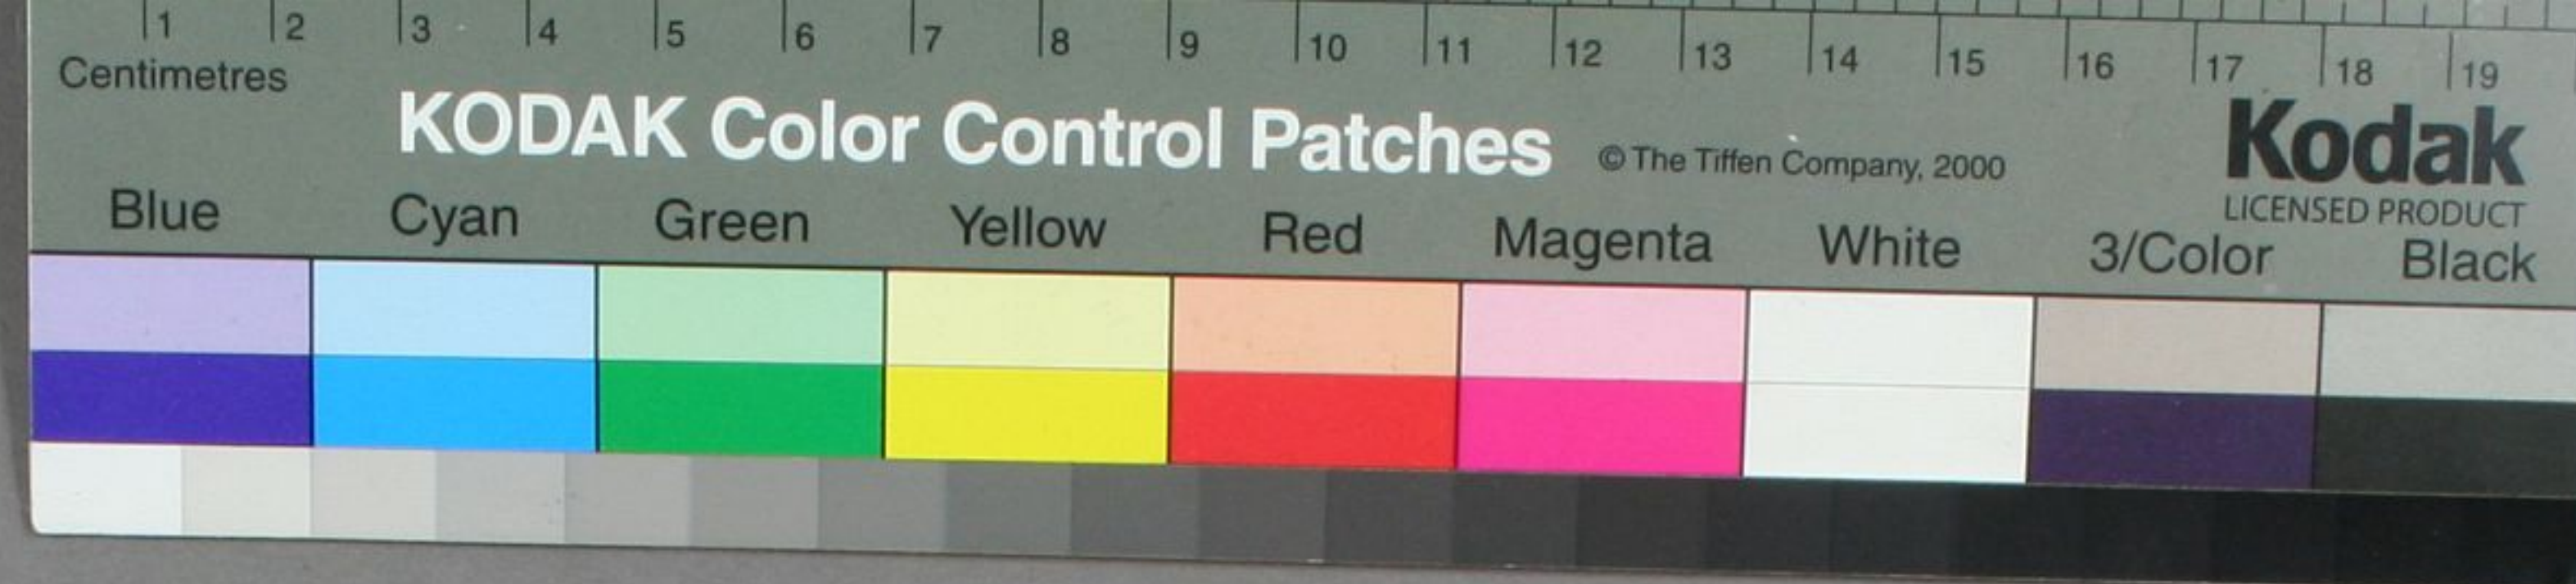 1 2 3 4 5 6 7 8 9 10 11 12 13 14 15 16 17 18 19
Centimetres
KODAK Color Control Patches © The Tiffen Company, 2000
Kodak
LICENSED PRODUCT
Blue Cyan Green Yellow Red Magenta White 3/Color Black